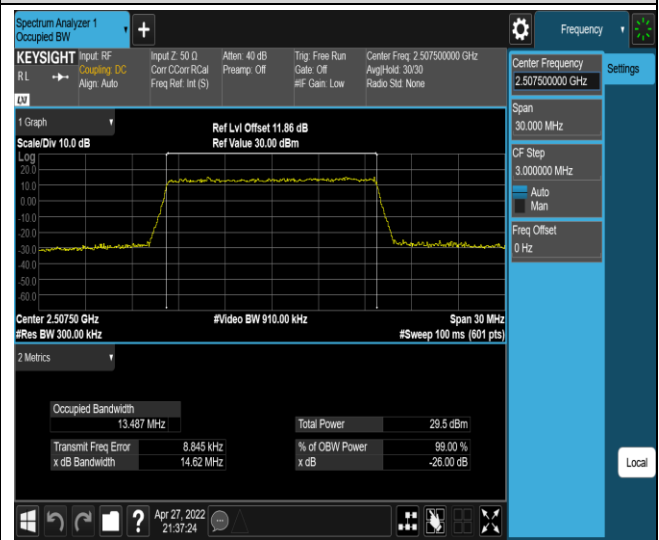 Spectrum Analyzer 1
Occupied BW
Frequency
KEYSIGHT
RL
LXI
Input: RF
Coupling: DC
Align: Auto
Input Z: 50 Ω
Corr CCorr RCal
Freq Ref: Int (S)
Atten: 40 dB
Preamp: Off
Trig: Free Run
Gate: Off
#IF Gain: Low
Center Freq: 2.507500000 GHz
Avg|Hold: 30/30
Radio Std: None
Center Frequency
2.507500000 GHz
Settings
Span
30.000 MHz
CF Step
3.000000 MHz
Auto
Man
Freq Offset
0 Hz
1 Graph
Scale/Div 10.0 dB
Ref Lvl Offset 11.86 dB
Ref Value 30.00 dBm
Log
20.0
10.0
0.00
-10.0
-20.0
-30.0
-40.0
-50.0
-60.0
Center 2.50750 GHz
#Res BW 300.00 kHz
#Video BW 910.00 kHz
Span 30 MHz
#Sweep 100 ms (601 pts)
2 Metrics
Occupied Bandwidth
13.487 MHz
Total Power 29.5 dBm
Transmit Freq Error 8.845 kHz
% of OBW Power 99.00 %
x dB Bandwidth 14.62 MHz
x dB -26.00 dB
Local
?
Apr 27, 2022
21:37:24